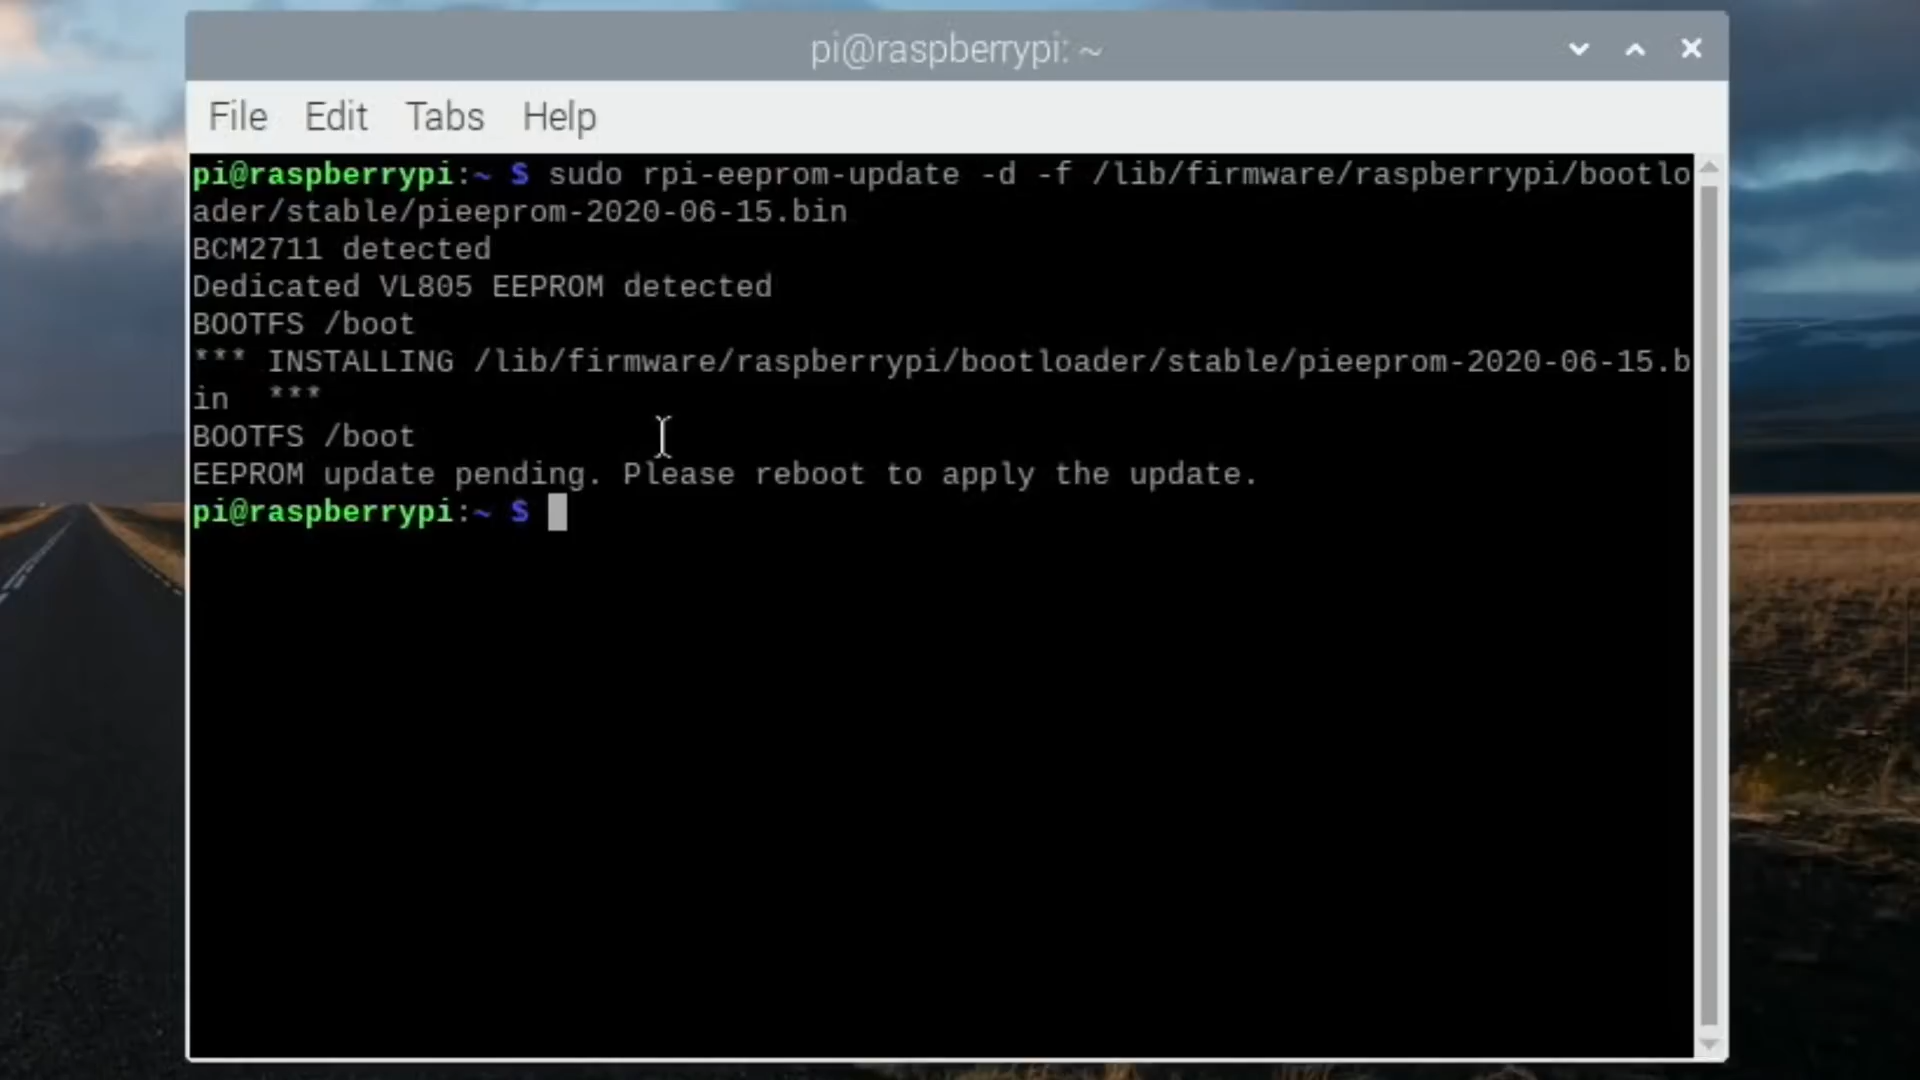 pi@raspberrypi: ~
File Edit Tabs Help
pi@raspberrypi:~ $ sudo rpi-eeprom-update -d -f /lib/firmware/raspberrypi/bootlo
ader/stable/pieeprom-2020-06-15.bin
BCM2711 detected
Dedicated VL805 EEPROM detected
BOOTFS /boot
*** INSTALLING /lib/firmware/raspberrypi/bootloader/stable/pieeprom-2020-06-15.b
in  ***
BOOTFS /boot
EEPROM update pending. Please reboot to apply the update.
pi@raspberrypi:~ $